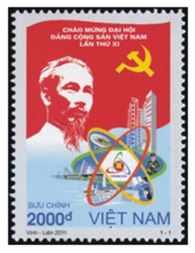 CHÀO MỪNG ĐẠI HỘI
ĐẢNG CỘNG SẢN VIỆT NAM
LẦN THỨ XI
BƯU CHÍNH
2000đ
VIỆT NAM
Vinh - Liên 2011
1 - 1